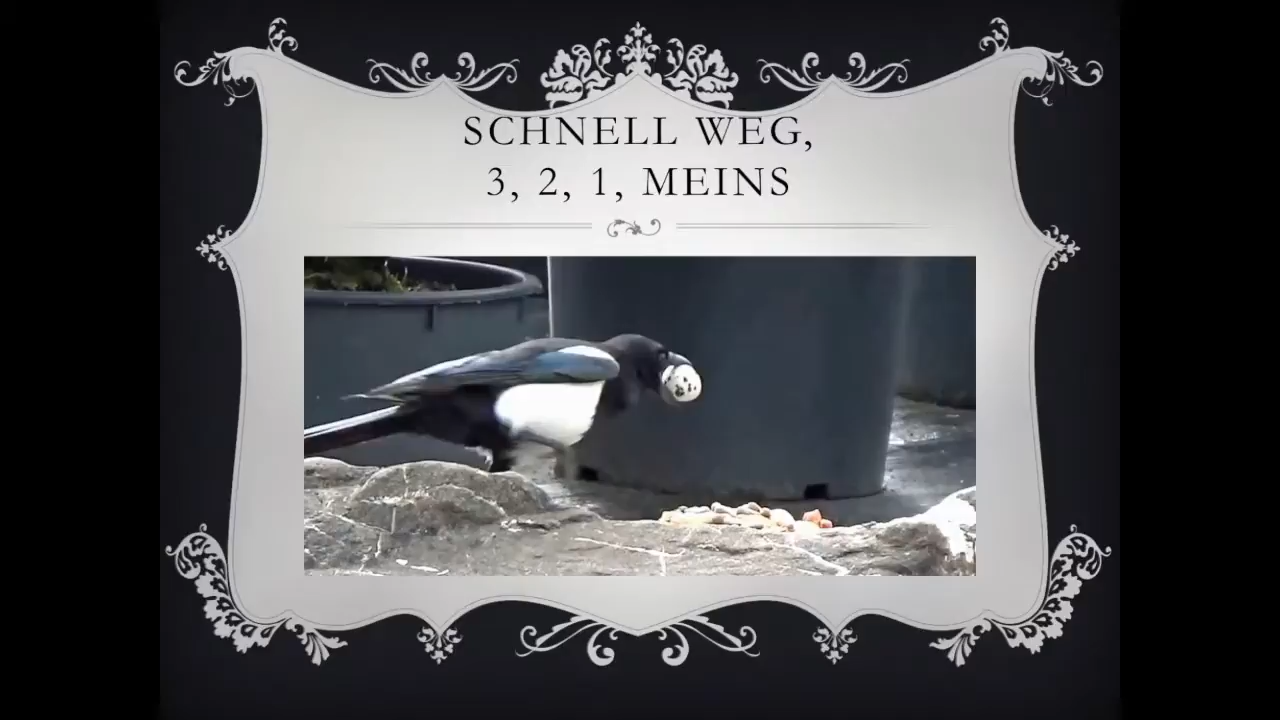 SCHNELL WEG,
3, 2, 1, MEINS